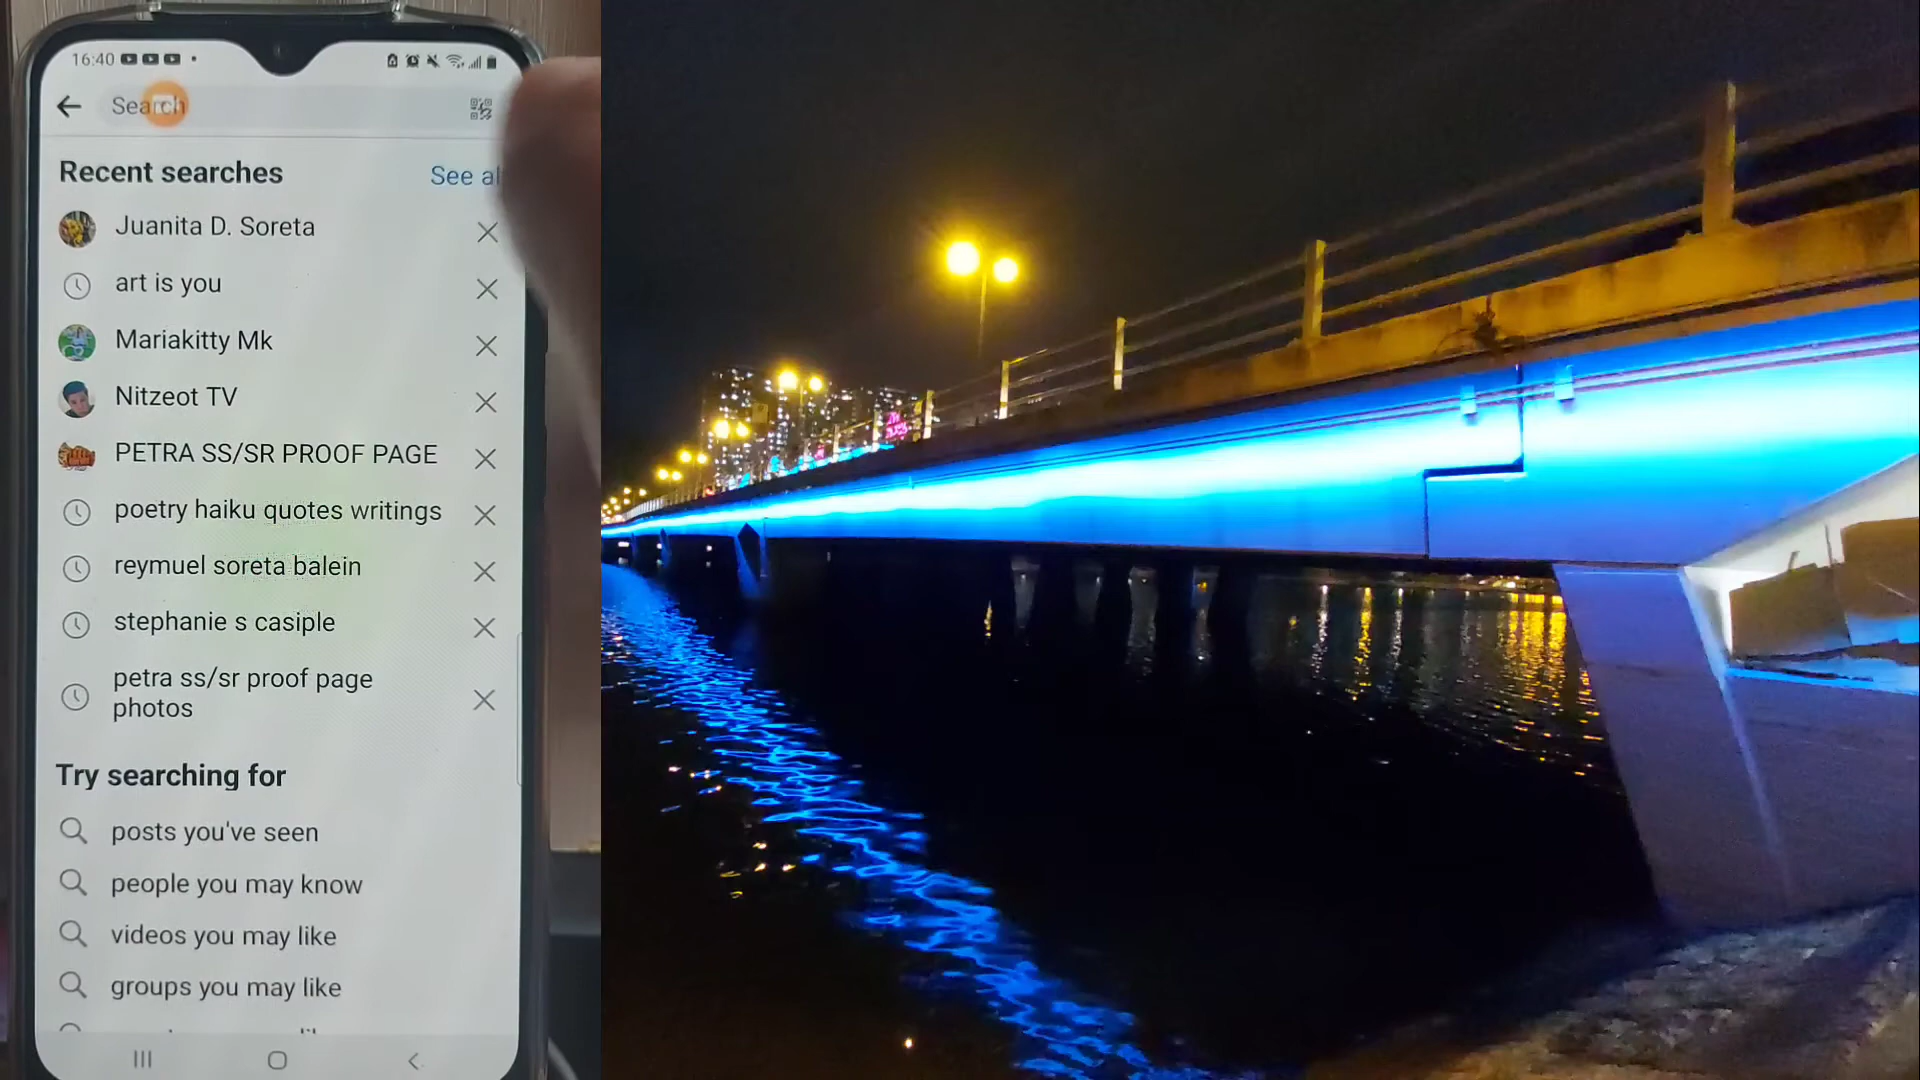 16:40
Search
Recent searches
See al
Juanita D. Soreta
art is you
Mariakitty Mk
Nitzeot TV
PETRA SS/SR PROOF PAGE
poetry haiku quotes writings
reymuel soreta balein
stephanie s casiple
petra ss/sr proof page
photos
Try searching for
posts you've seen
people you may know
videos you may like
groups you may like